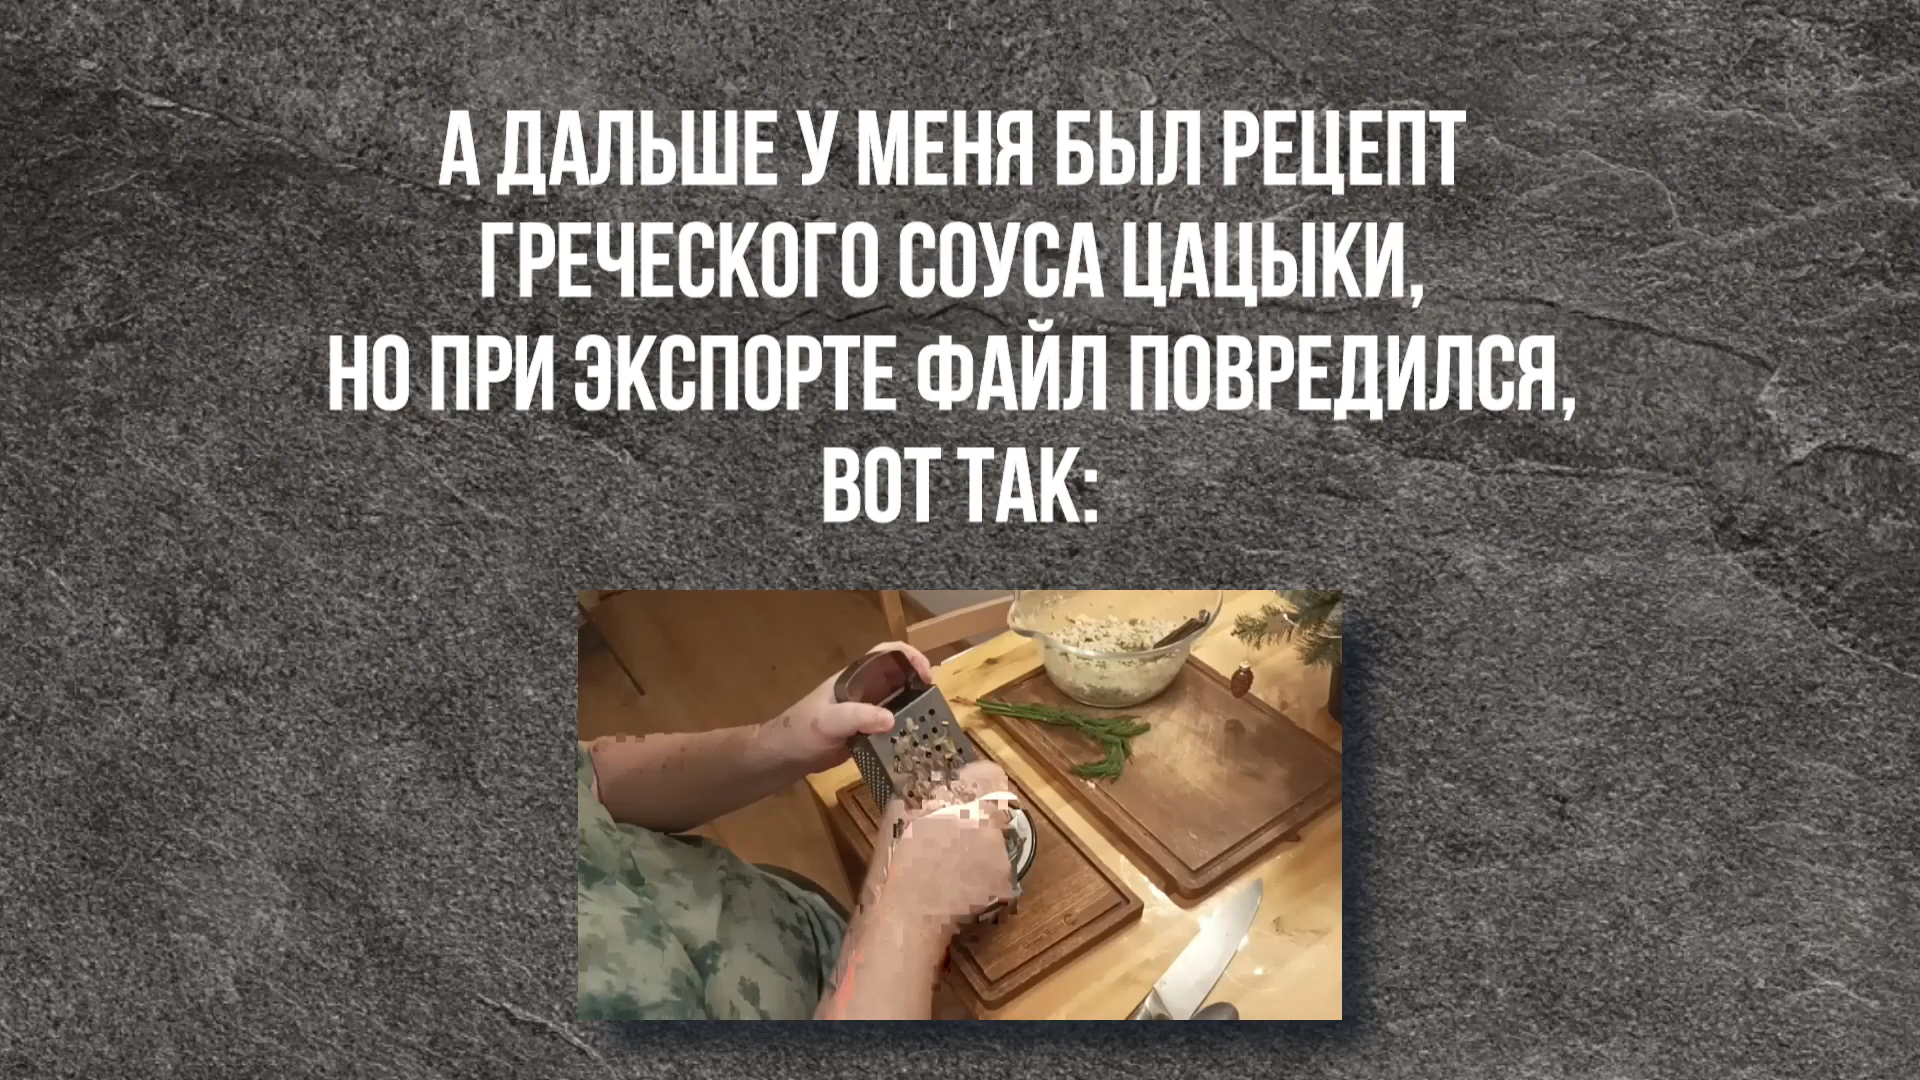 А ДАЛЬШЕ У МЕНЯ БЫЛ РЕЦЕПТ
ГРЕЧЕСКОГО СОУСА ЦАЦЫКИ,
НО ПРИ ЭКСПОРТЕ ФАЙЛ ПОВРЕДИЛСЯ,
ВОТ ТАК: